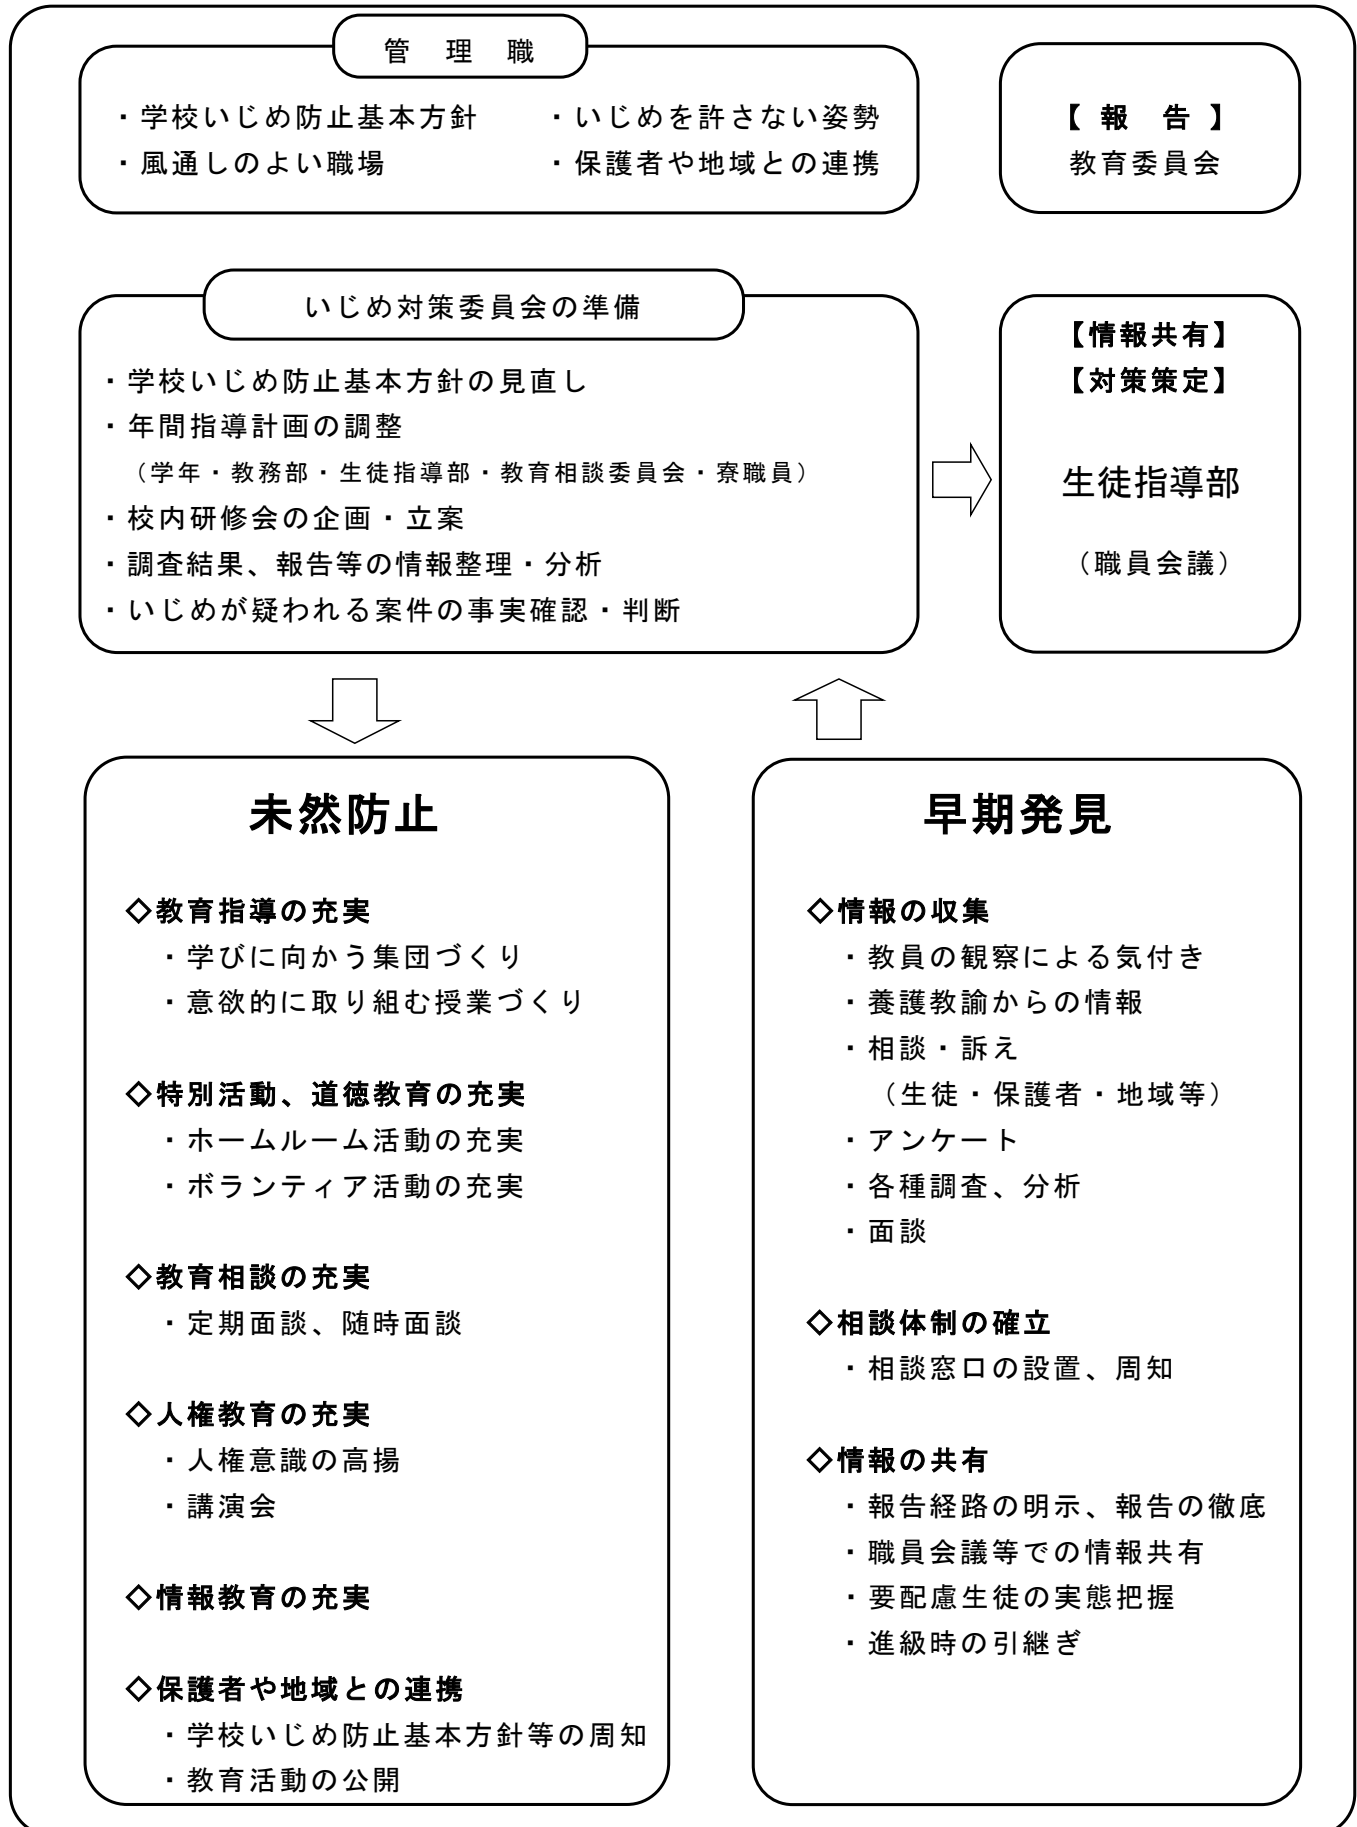 管　理　職
・学校いじめ防止基本方針　　・いじめを許さない姿勢
・風通しのよい職場　　・保護者や地域との連携
【 報　告 】
教育委員会
いじめ対策委員会の準備
・学校いじめ防止基本方針の見直し
・年間指導計画の調整
（学年・教務部・生徒指導部・教育相談委員会・寮職員）
・校内研修会の企画・立案
・調査結果、報告等の情報整理・分析
・いじめが疑われる案件の事実確認・判断
【情報共有】
【対策策定】
生徒指導部
（職員会議）
未然防止
◇教育指導の充実
・学びに向かう集団づくり
・意欲的に取り組む授業づくり
◇特別活動、道徳教育の充実
・ホームルーム活動の充実
・ボランティア活動の充実
◇教育相談の充実
・定期面談、随時面談
◇人権教育の充実
・人権意識の高揚
・講演会
◇情報教育の充実
◇保護者や地域との連携
・学校いじめ防止基本方針等の周知
・教育活動の公開
早期発見
◇情報の収集
・教員の観察による気付き
・養護教諭からの情報
・相談・訴え
（生徒・保護者・地域等）
・アンケート
・各種調査、分析
・面談
◇相談体制の確立
・相談窓口の設置、周知
◇情報の共有
・報告経路の明示、報告の徹底
・職員会議等での情報共有
・要配慮生徒の実態把握
・進級時の引継ぎ